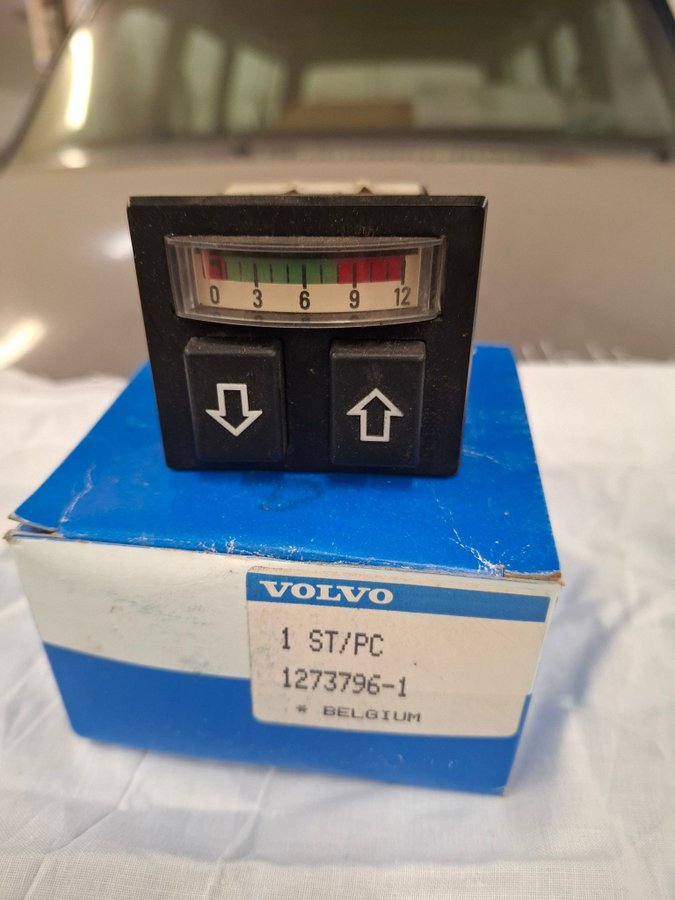 0 3 6 9 12
VOLVO
1 ST/PC
1273796-1
* BELGIUM